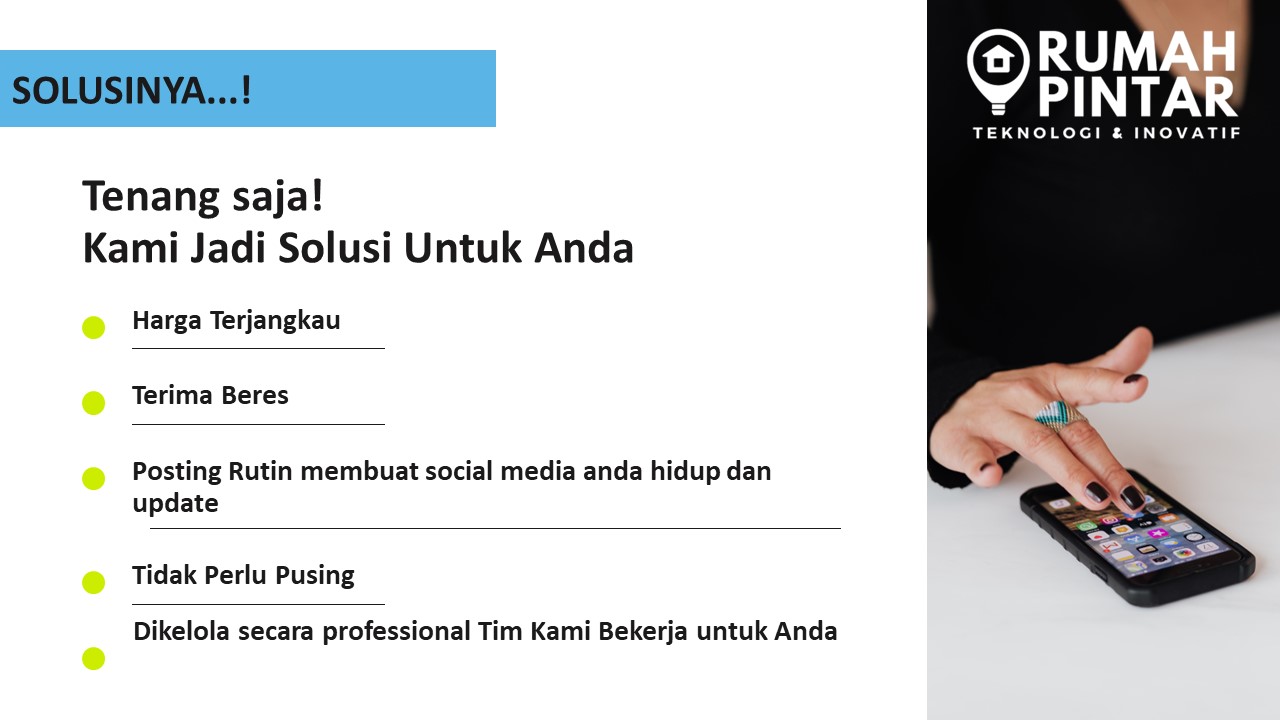 SOLUSINYA...!
Tenang saja!
Kami Jadi Solusi Untuk Anda
Harga Terjangkau
Terima Beres
Posting Rutin membuat social media anda hidup dan
update
Tidak Perlu Pusing
Dikelola secara professional Tim Kami Bekerja untuk Anda
RUMAH
PINTAR
TEKNOLOGI & INOVATIF